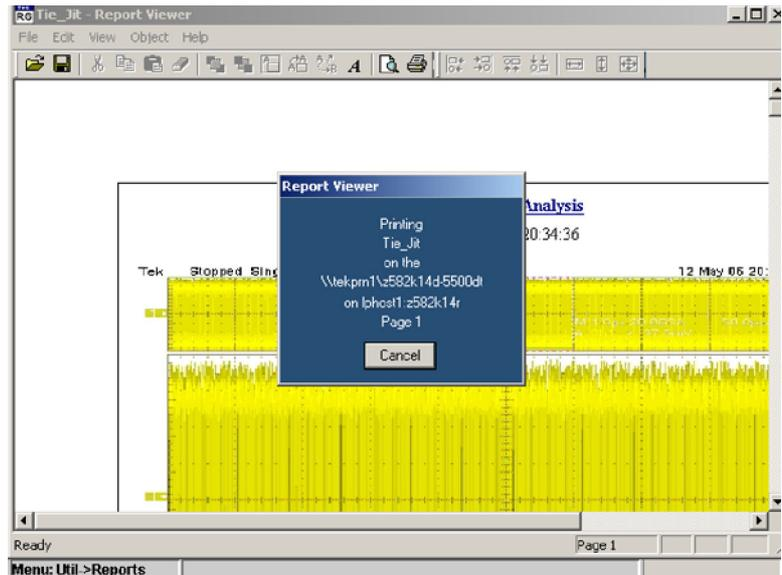 Tie_Jit - Report Viewer
File Edit View Object Help
Report Viewer
Printing
Tie_Jit
on the
\\tekprn1\z582k14d-5500dt
on lphost1:z582k14r
Page 1
Cancel
Analysis
20:34:36
Tek Stopped Sing
12 May 06 20:
Ready
Page 1
Menu: Util->Reports